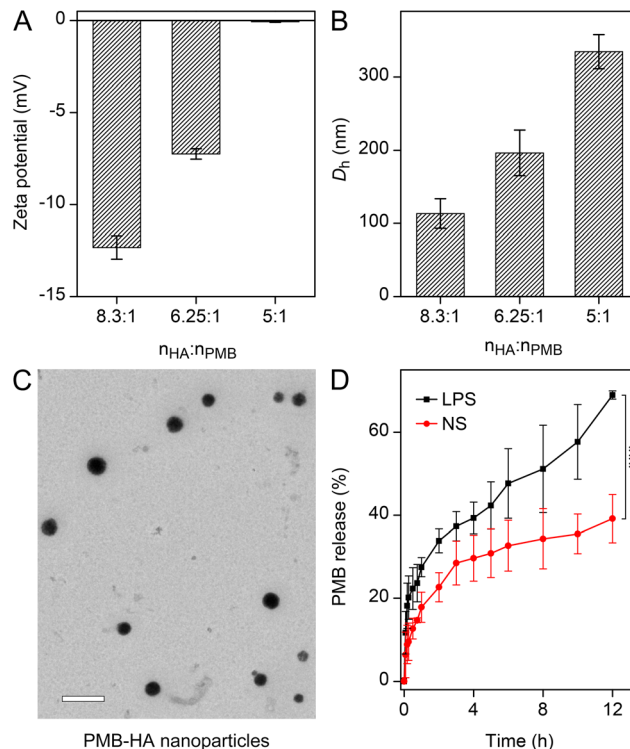 A
Zeta potential (mV)
0
-5
-10
-15
8.3:1 6.25:1 5:1
nHA:nPMB
B
Dh (nm)
300
200
100
0
8.3:1 6.25:1 5:1
nHA:nPMB
C
PMB-HA nanoparticles
D
LPS
NS
PMB release (%)
60
40
20
0
0 4 8 12
Time (h)